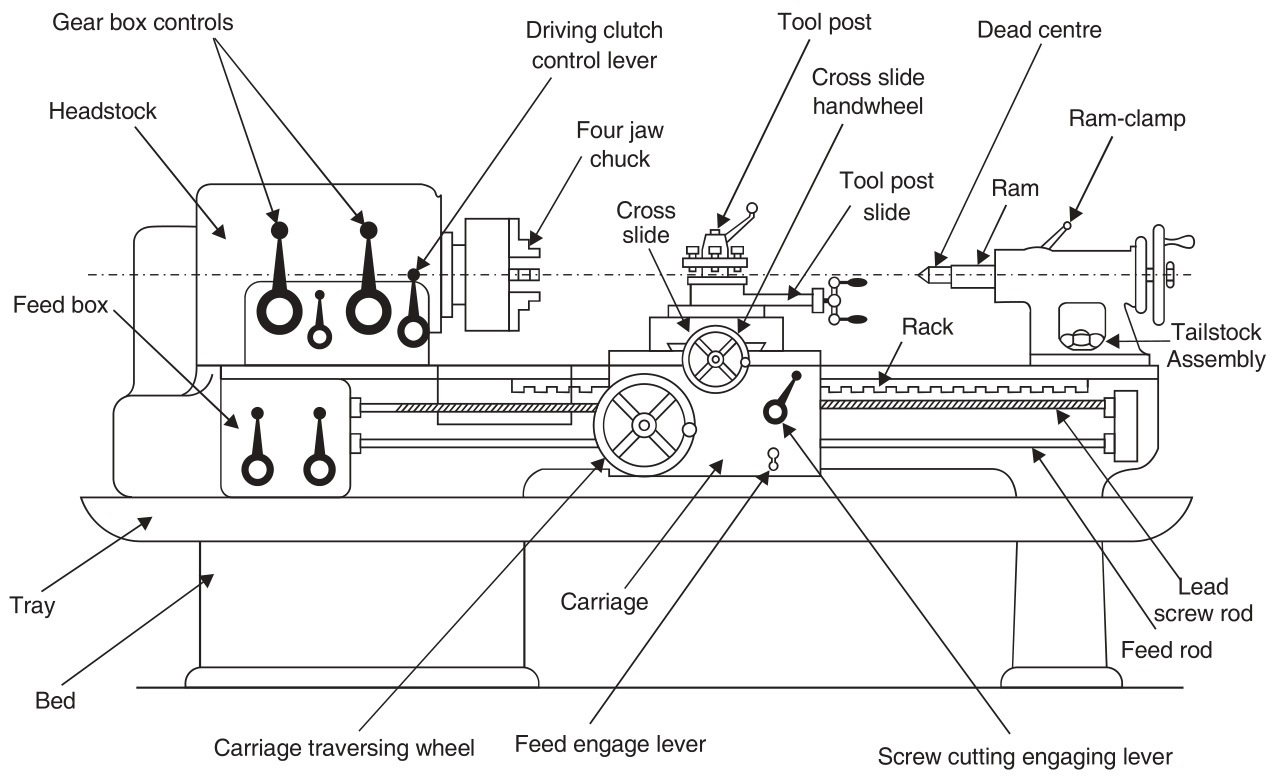 Gear box controls
Driving clutch
control lever
Tool post
Dead centre
Cross slide
handwheel
Headstock
Four jaw
chuck
Ram-clamp
Tool post
slide
Ram
Cross
slide
Feed box
Rack
Tailstock
Assembly
Tray
Carriage
Lead
screw rod
Feed rod
Bed
Carriage traversing wheel
Feed engage lever
Screw cutting engaging lever